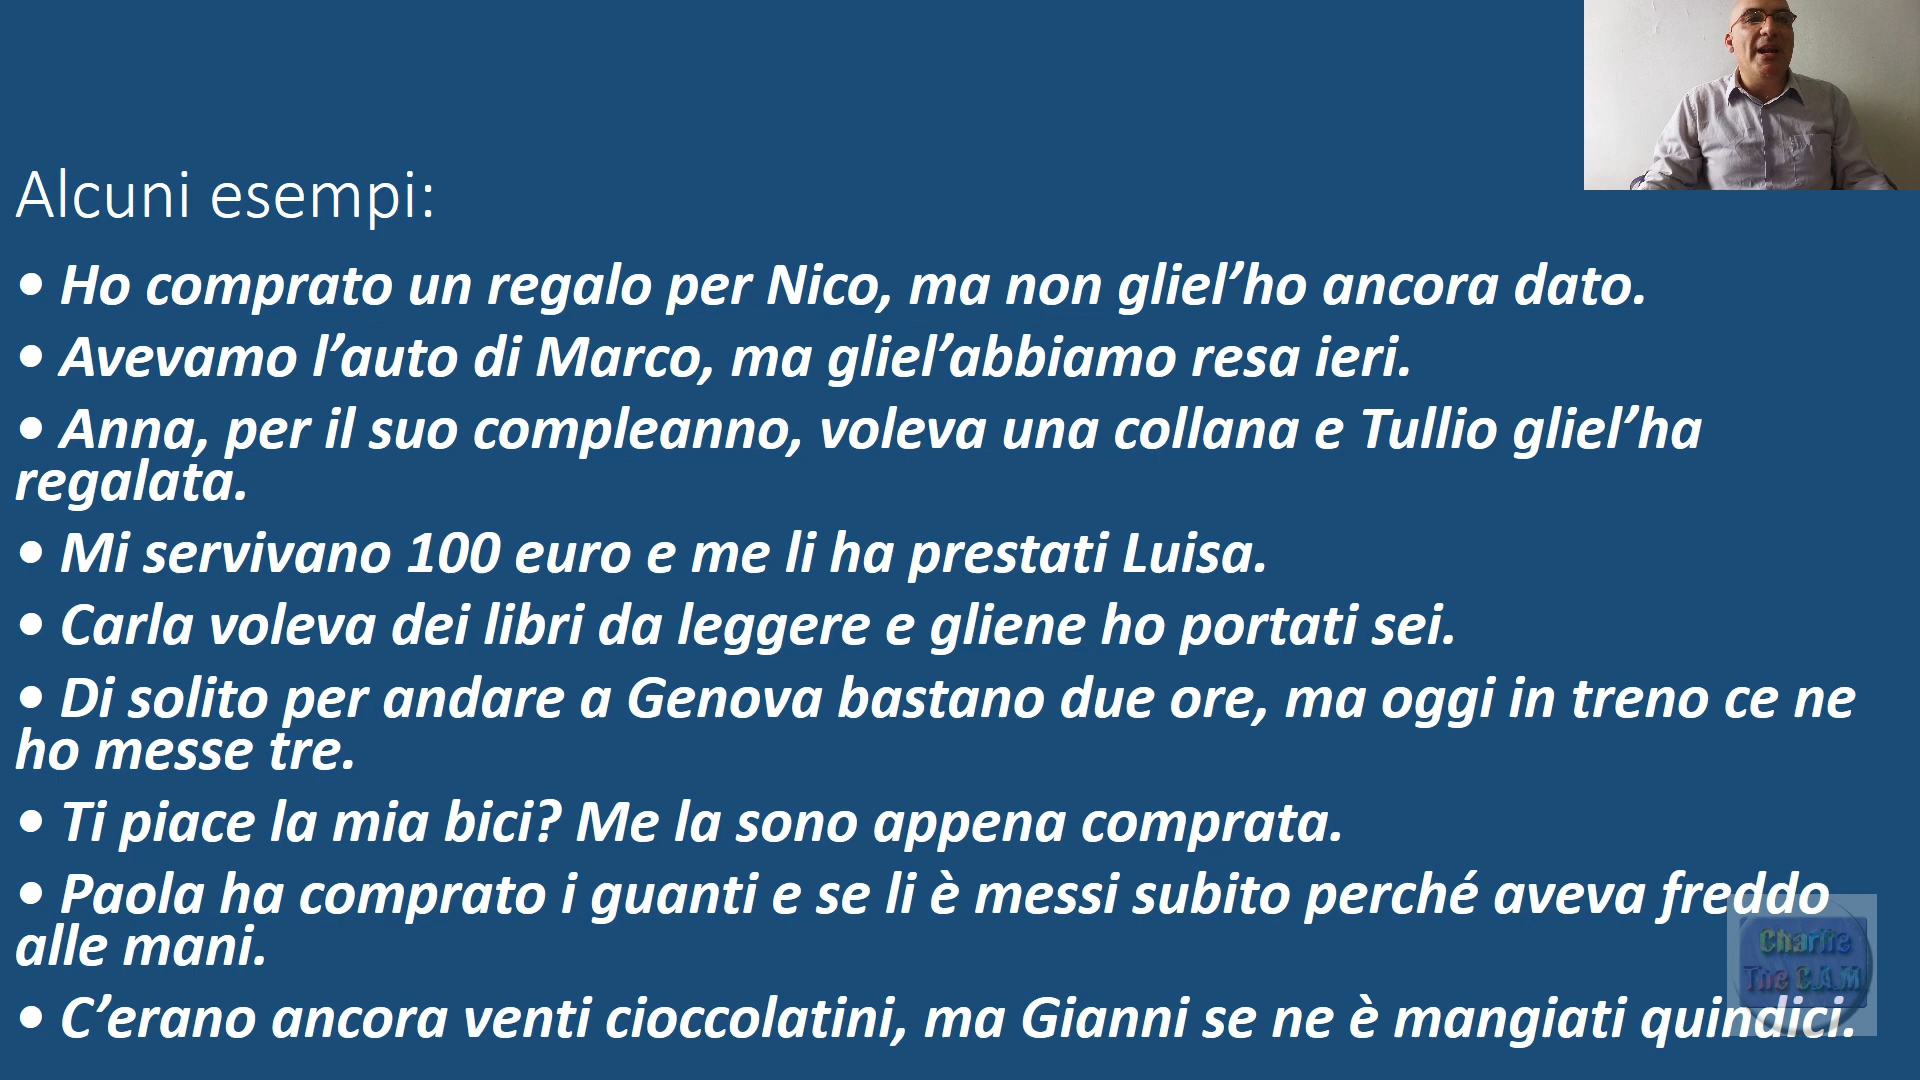 Alcuni esempi:
• Ho comprato un regalo per Nico, ma non gliel’ho ancora dato.
• Avevamo l’auto di Marco, ma gliel’abbiamo resa ieri.
• Anna, per il suo compleanno, voleva una collana e Tullio gliel’ha
regalata.
• Mi servivano 100 euro e me li ha prestati Luisa.
• Carla voleva dei libri da leggere e gliene ho portati sei.
• Di solito per andare a Genova bastano due ore, ma oggi in treno ce ne
ho messe tre.
• Ti piace la mia bici? Me la sono appena comprata.
• Paola ha comprato i guanti e se li è messi subito perché aveva freddo
alle mani.
Charlie
The C.A.M
• C’erano ancora venti cioccolatini, ma Gianni se ne è mangiati quindici.